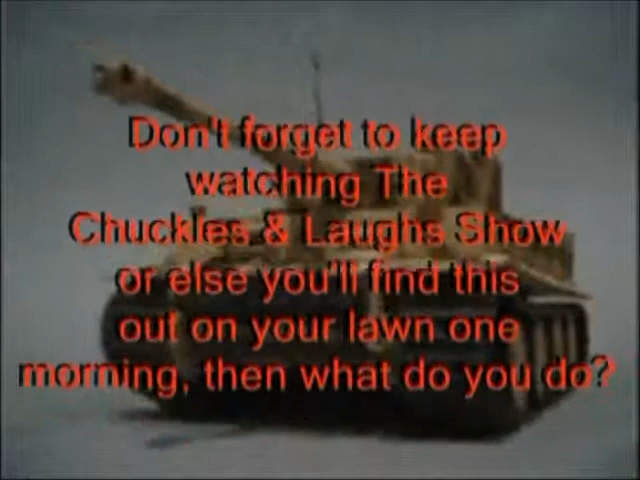 Don't forget to keep
watching The
Chuckles & Laughs Show
or else you'll find this
out on your lawn one
morning, then what do you do?